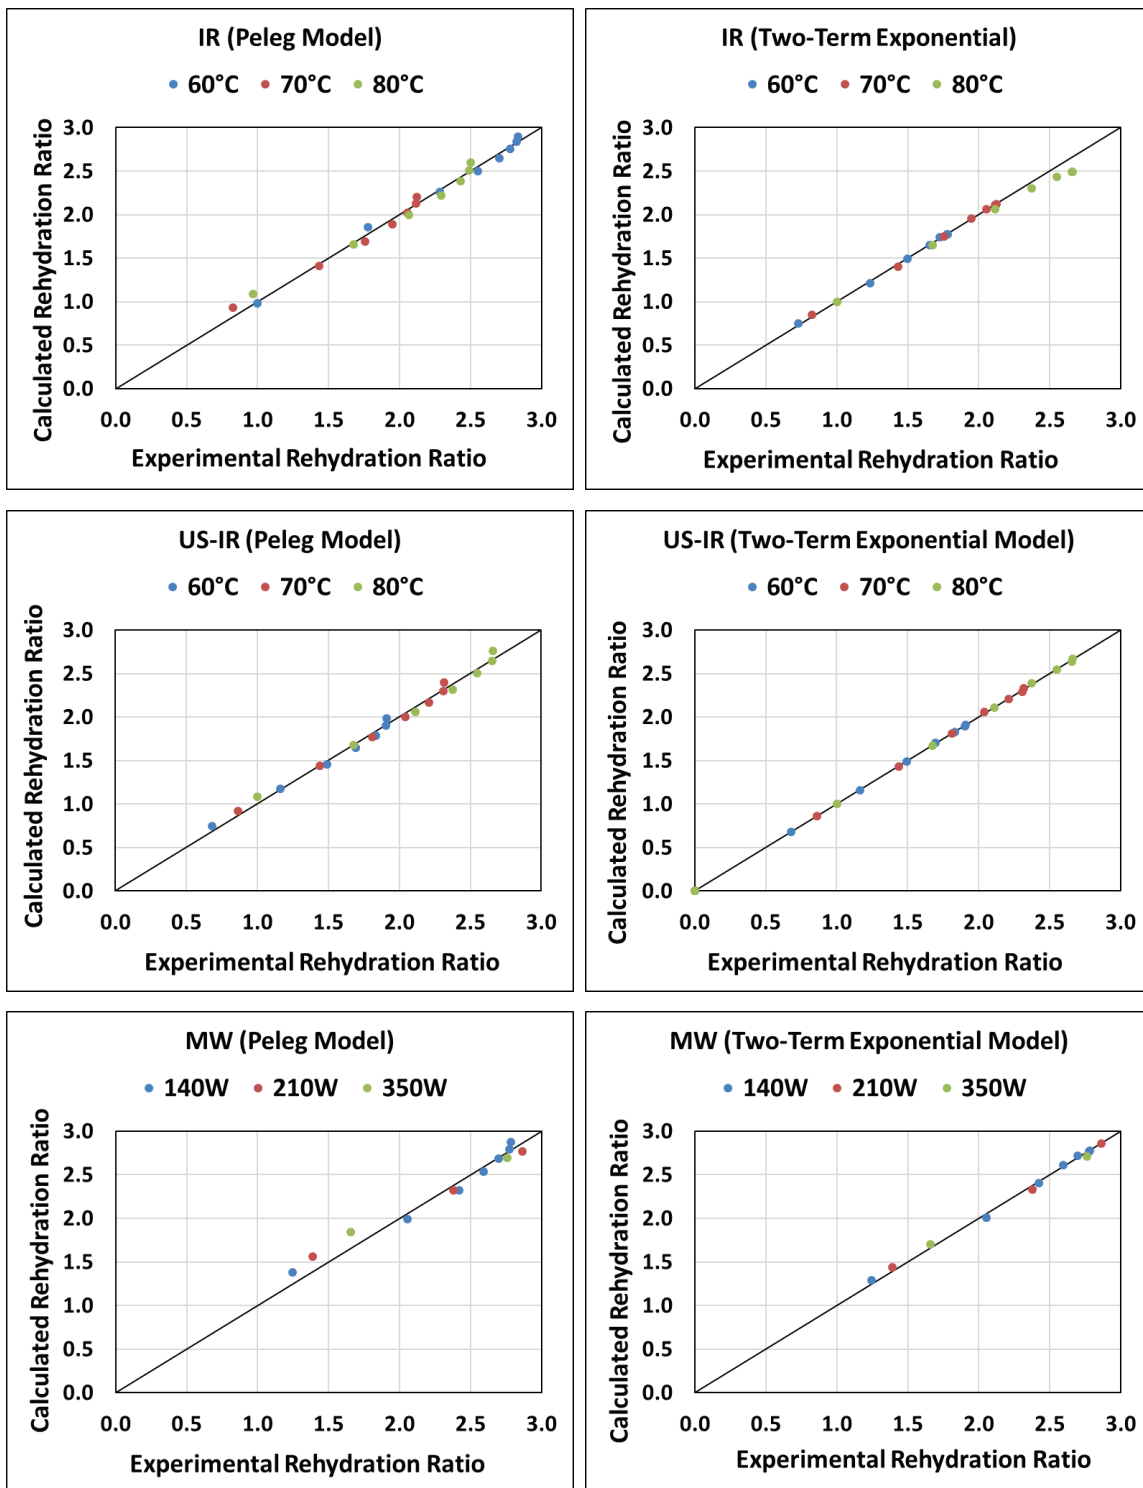 IR (Peleg Model)
60°C 70°C 80°C
Calculated Rehydration Ratio
3.0
2.5
2.0
1.5
1.0
0.5
0.0
0.0 0.5 1.0 1.5 2.0 2.5 3.0
Experimental Rehydration Ratio
IR (Two-Term Exponential)
60°C 70°C 80°C
Calculated Rehydration Ratio
3.0
2.5
2.0
1.5
1.0
0.5
0.0
0.0 0.5 1.0 1.5 2.0 2.5 3.0
Experimental Rehydration Ratio
US-IR (Peleg Model)
60°C 70°C 80°C
Calculated Rehydration Ratio
3.0
2.5
2.0
1.5
1.0
0.5
0.0
0.0 0.5 1.0 1.5 2.0 2.5 3.0
Experimental Rehydration Ratio
US-IR (Two-Term Exponential Model)
60°C 70°C 80°C
Calculated Rehydration Ratio
3.0
2.5
2.0
1.5
1.0
0.5
0.0
0.0 0.5 1.0 1.5 2.0 2.5 3.0
Experimental Rehydration Ratio
MW (Peleg Model)
140W 210W 350W
Calculated Rehydration Ratio
3.0
2.5
2.0
1.5
1.0
0.5
0.0
0.0 0.5 1.0 1.5 2.0 2.5 3.0
Experimental Rehydration Ratio
MW (Two-Term Exponential Model)
140W 210W 350W
Calculated Rehydration Ratio
3.0
2.5
2.0
1.5
1.0
0.5
0.0
0.0 0.5 1.0 1.5 2.0 2.5 3.0
Experimental Rehydration Ratio